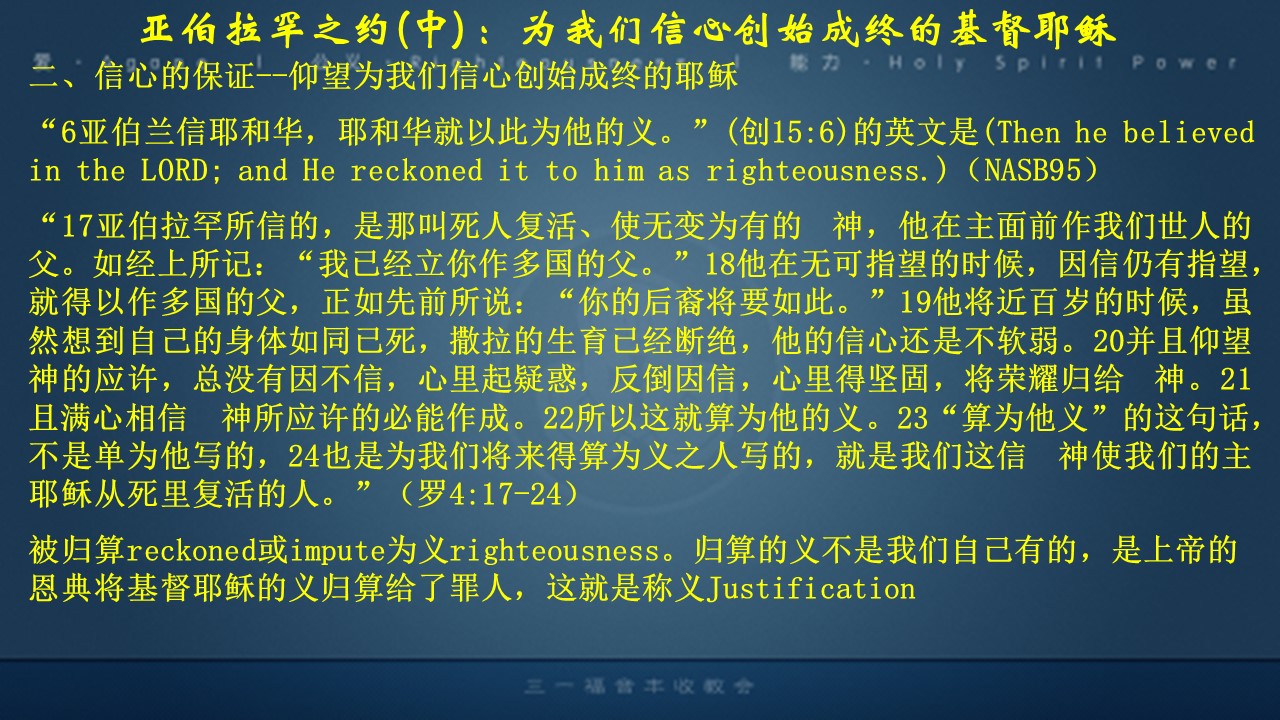 亚伯拉罕之约(中)：为我们信心创始成终的基督耶稣
爱·Agape | 公义·Righteousness | 能力·Holy Spirit Power
二、信心的保证--仰望为我们信心创始成终的耶稣
“6亚伯兰信耶和华，耶和华就以此为他的义。”(创15:6)的英文是(Then he believed
in the LORD; and He reckoned it to him as righteousness.)（NASB95）
“17亚伯拉罕所信的，是那叫死人复活、使无变为有的　神，他在主面前作我们世人的
父。如经上所记：“我已经立你作多国的父。”18他在无可指望的时候，因信仍有指望，
就得以作多国的父，正如先前所说：“你的后裔将要如此。”19他将近百岁的时候，虽
然想到自己的身体如同已死，撒拉的生育已经断绝，他的信心还是不软弱。20并且仰望
神的应许，总没有因不信，心里起疑惑，反倒因信，心里得坚固，将荣耀归给　神。21
且满心相信　神所应许的必能作成。22所以这就算为他的义。23“算为他义”的这句话，
不是单为他写的，24也是为我们将来得算为义之人写的，就是我们这信　神使我们的主
耶稣从死里复活的人。”（罗4:17-24）
被归算reckoned或impute为义righteousness。归算的义不是我们自己有的，是上帝的
恩典将基督耶稣的义归算给了罪人，这就是称义Justification
三一福音丰收教会